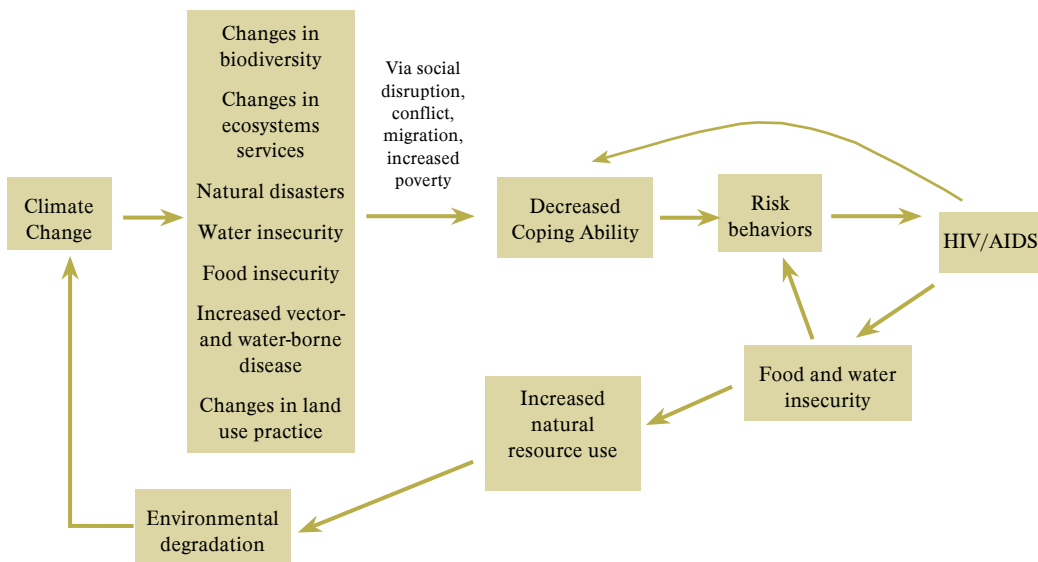 Climate
Change
Changes in
biodiversity
Changes in
ecosystems
services
Natural disasters
Water insecurity
Food insecurity
Increased vector-
and water-borne
disease
Changes in land
use practice
Via social
disruption,
conflict,
migration,
increased
poverty
Decreased
Coping Ability
Risk
behaviors
HIV/AIDS
Food and water
insecurity
Increased
natural
resource use
Environmental
degradation